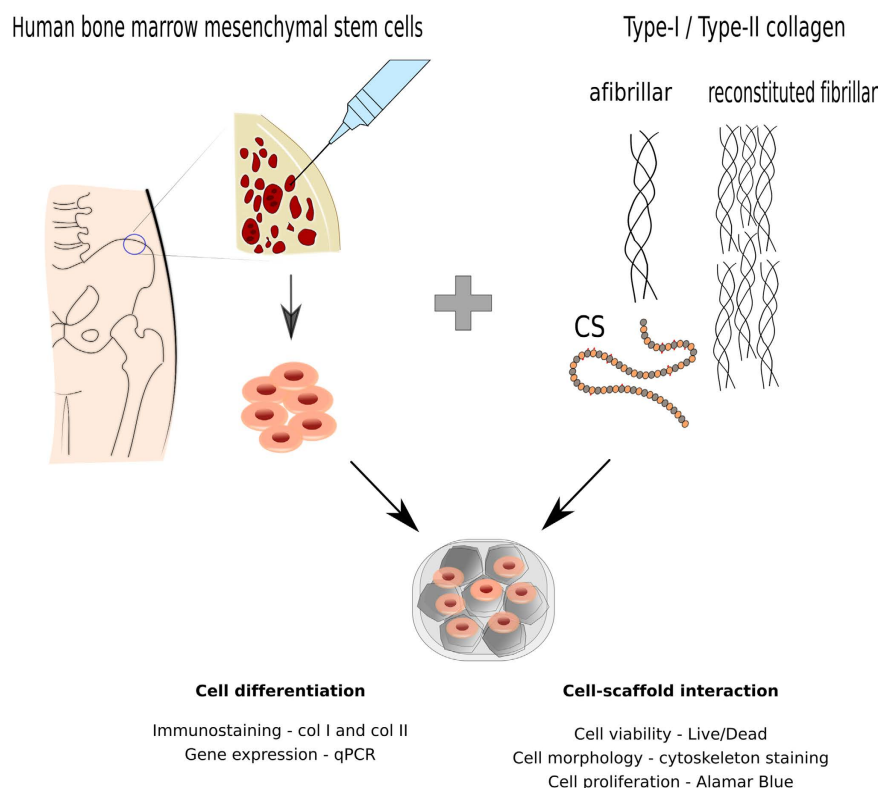 Human bone marrow mesenchymal stem cells
Type-I / Type-II collagen
afibrillar
reconstituted fibrillar
CS
Cell differentiation
Immunostaining - col I and col II
Gene expression - qPCR
Cell-scaffold interaction
Cell viability - Live/Dead
Cell morphology - cytoskeleton staining
Cell proliferation - Alamar Blue